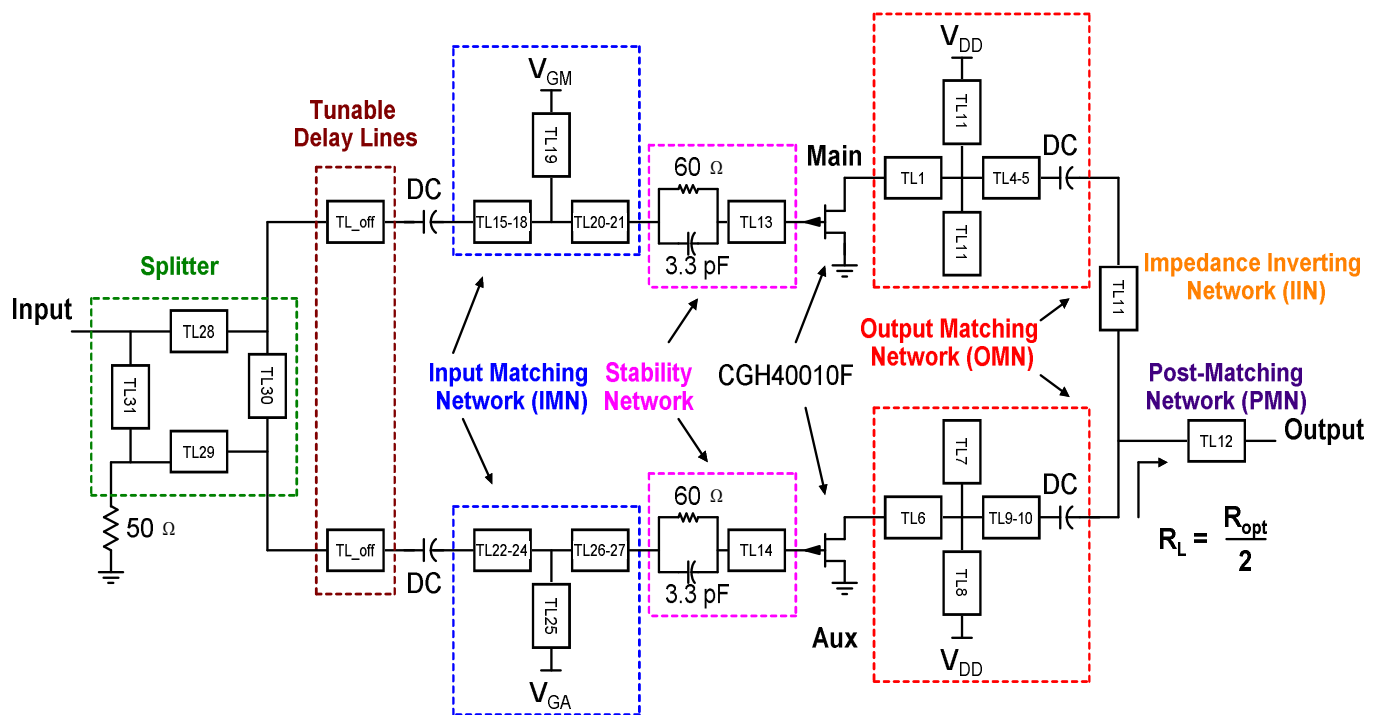 V_DD
V_GM
Tunable
Delay Lines
TL11
TL19
DC
Main
DC
60 Ω
TL1
TL4-5
TL_off
TL15-18
TL20-21
TL13
TL11
3.3 pF
Splitter
Impedance Inverting
Network (IIN)
TL11
Input
TL28
Output Matching
Network (OMN)
TL31
TL30
Input Matching
Network (IMN)
Stability
Network
CGH40010F
Post-Matching
Network (PMN)
TL29
TL7
TL12
Output
DC
60 Ω
50 Ω
TL6
TL9-10
R_L = R_opt
2
TL_off
TL22-24
TL26-27
TL14
DC
3.3 pF
TL8
TL25
Aux
V_DD
V_GA